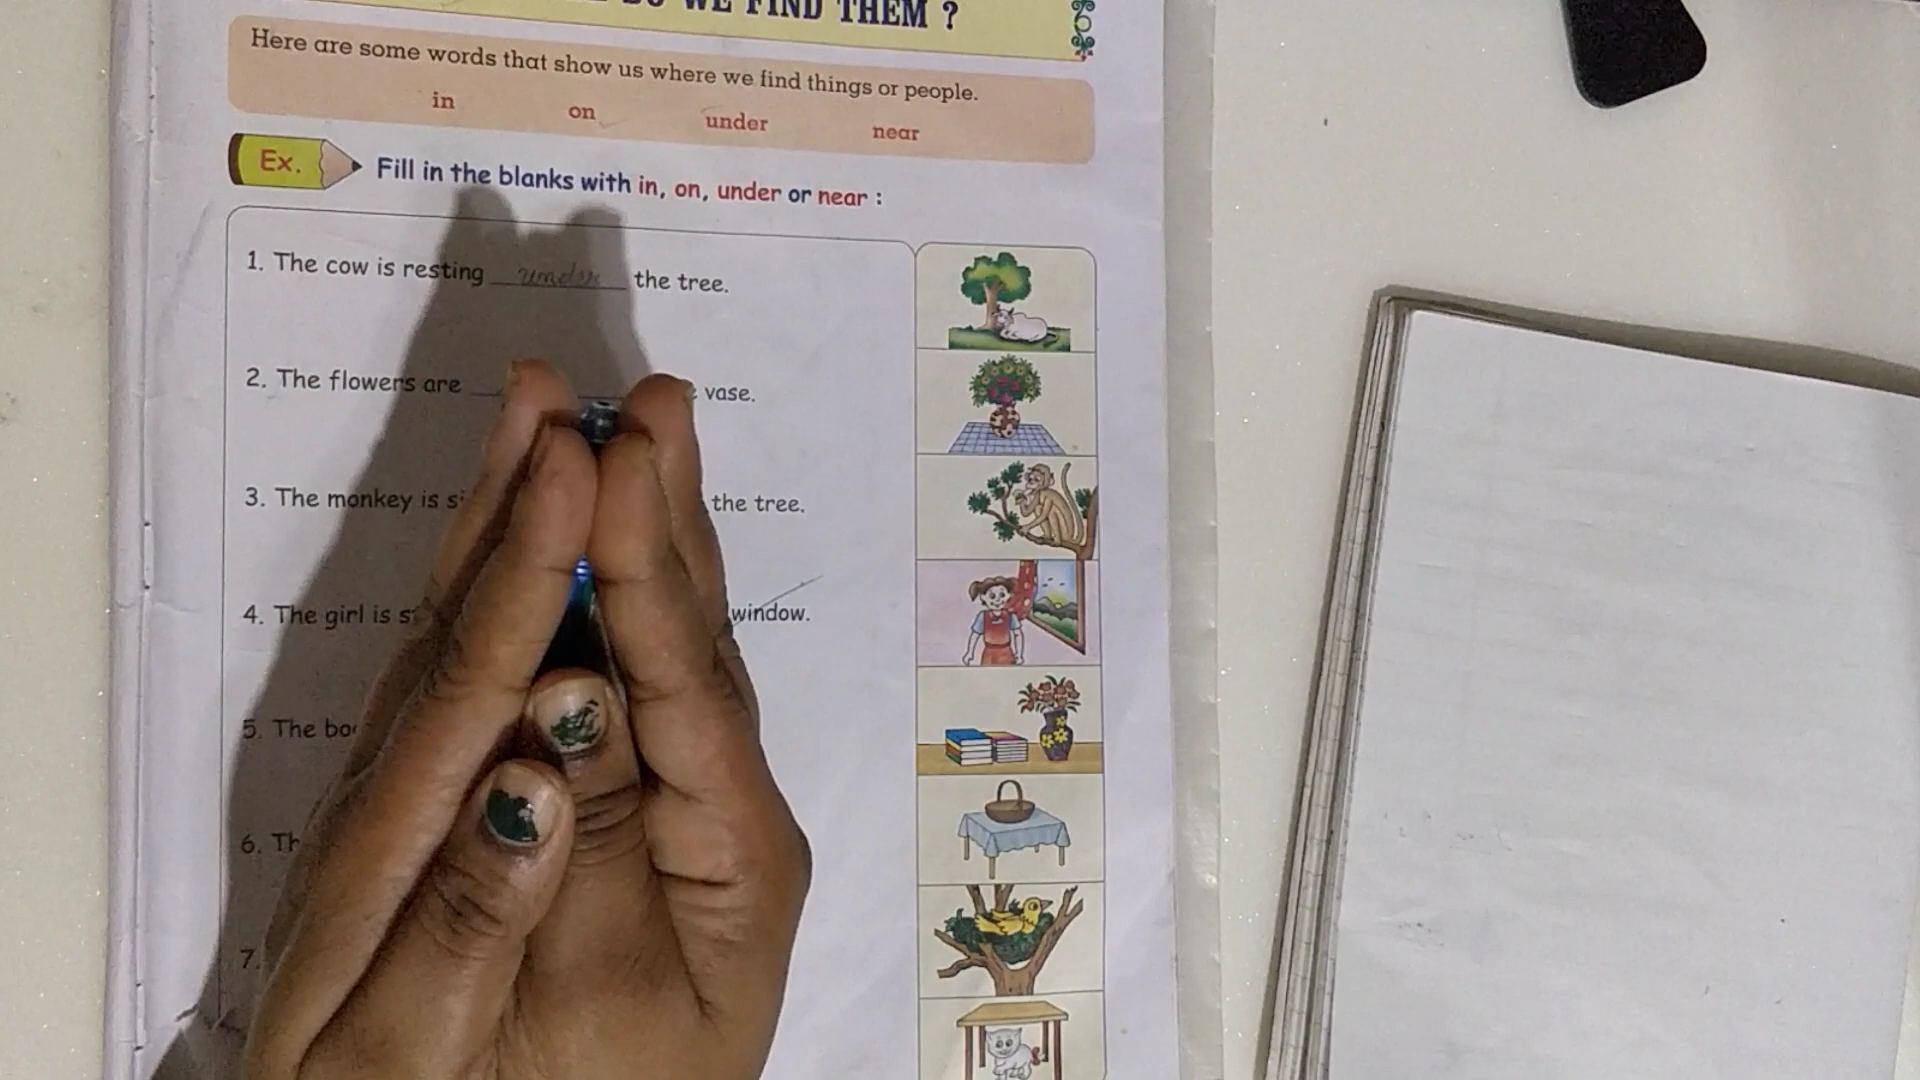 DO WE FIND THEM ?
Here are some words that show us where we find things or people.
in on under near
Ex. Fill in the blanks with in, on, under or near :
1. The cow is resting under the tree.
2. The flowers are vase.
3. The monkey is the tree.
4. The girl is window.
5. The
6.
7.